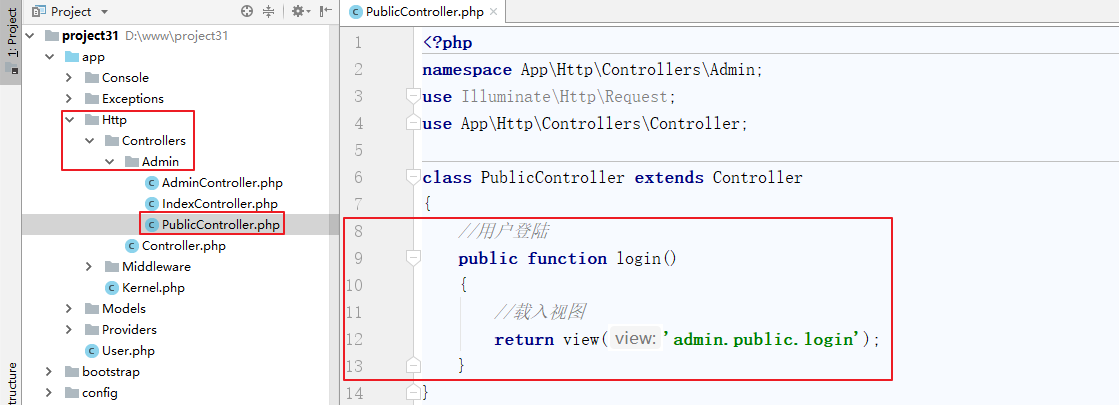 1: Project
ructure
Project
project31 D:\www\project31
app
Console
Exceptions
Http
Controllers
Admin
AdminController.php
IndexController.php
PublicController.php
Controller.php
Middleware
Kernel.php
Models
Providers
User.php
bootstrap
config
PublicController.php
1 <?php
2 namespace App\Http\Controllers\Admin;
3 use Illuminate\Http\Request;
4 use App\Http\Controllers\Controller;
5
6 class PublicController extends Controller
7 {
8 //用户登陆
9 public function login()
10 {
11 //载入视图
12 return view( view: 'admin.public.login');
13 }
14 }